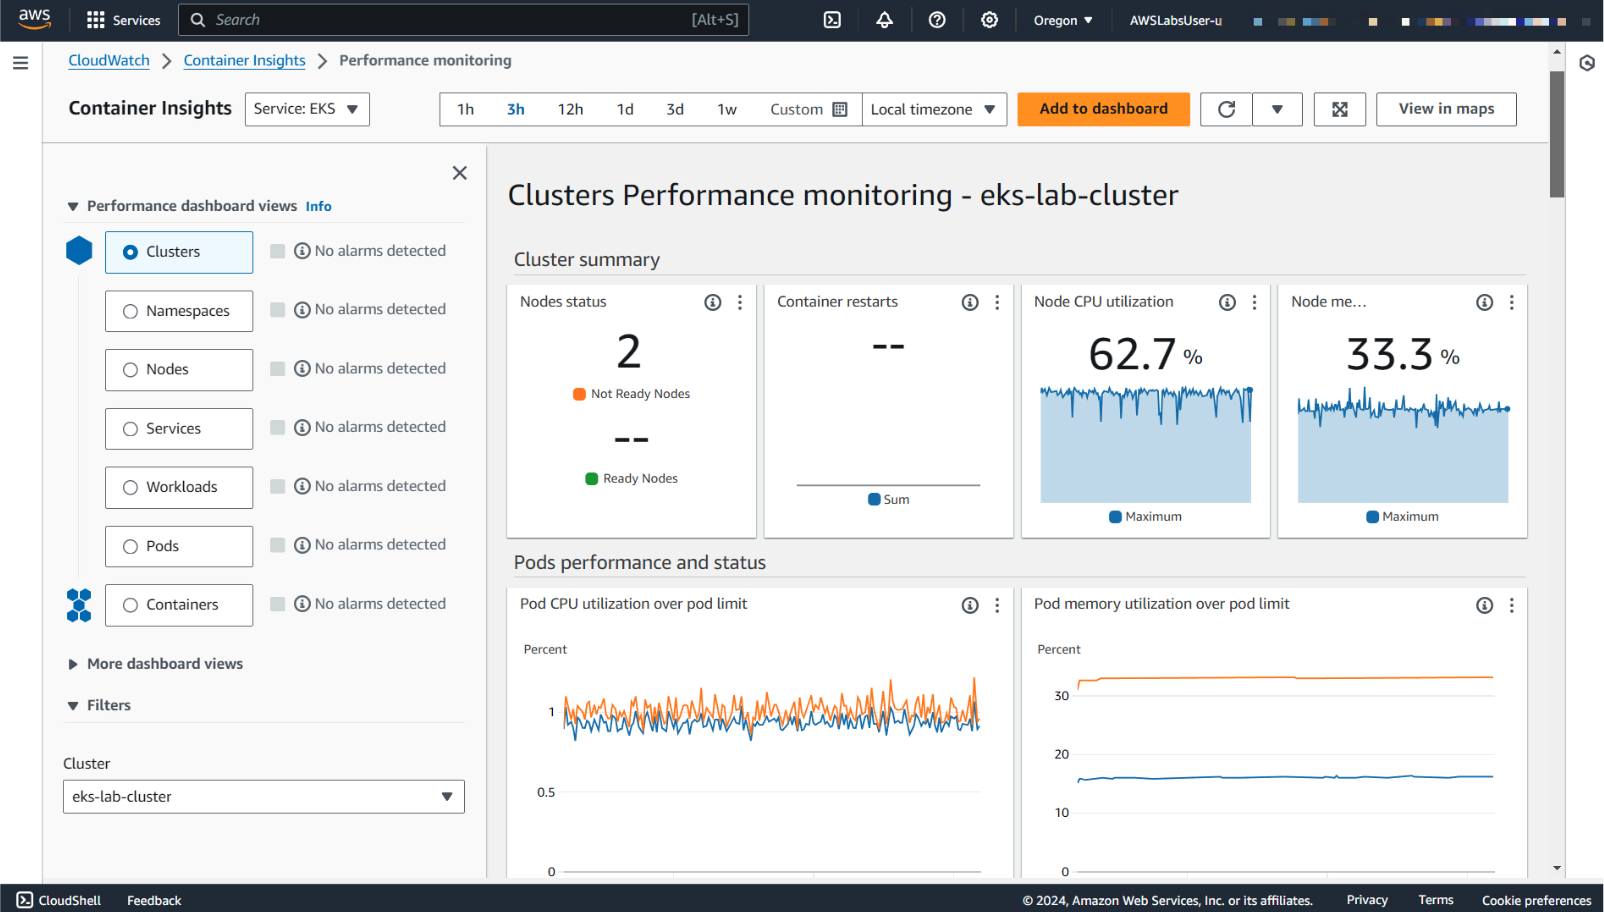 aws
Services
Search
[Alt+S]
Oregon
AWSLabsUser-u
CloudWatch
Container Insights
Performance monitoring
Container Insights
Service: EKS
1h
3h
12h
1d
3d
1w
Custom
Local timezone
Add to dashboard
View in maps
Performance dashboard views
Info
Clusters
No alarms detected
Namespaces
No alarms detected
Nodes
No alarms detected
Services
No alarms detected
Workloads
No alarms detected
Pods
No alarms detected
Containers
No alarms detected
More dashboard views
Filters
Cluster
eks-lab-cluster
Clusters Performance monitoring - eks-lab-cluster
Cluster summary
Nodes status
2
Not Ready Nodes
--
Ready Nodes
Container restarts
--
Sum
Node CPU utilization
62.7 %
Maximum
Node me...
33.3 %
Maximum
Pods performance and status
Pod CPU utilization over pod limit
Percent
1
0.5
0
Pod memory utilization over pod limit
Percent
30
20
10
0
CloudShell
Feedback
© 2024, Amazon Web Services, Inc. or its affiliates.
Privacy
Terms
Cookie preferences